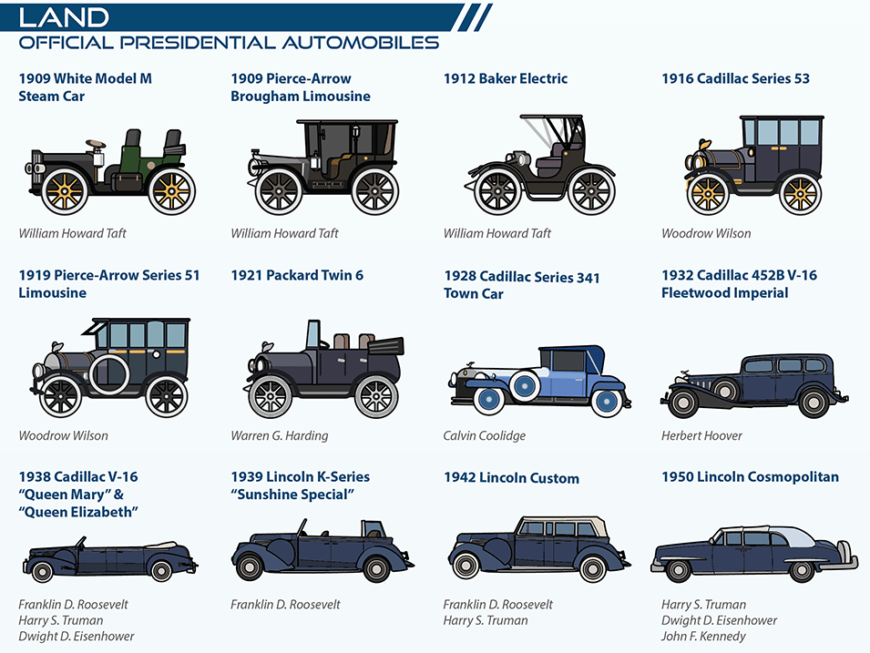 LAND
OFFICIAL PRESIDENTIAL AUTOMOBILES
1909 White Model M
Steam Car
William Howard Taft
1909 Pierce-Arrow
Brougham Limousine
William Howard Taft
1912 Baker Electric
William Howard Taft
1916 Cadillac Series 53
Woodrow Wilson
1919 Pierce-Arrow Series 51
Limousine
Woodrow Wilson
1921 Packard Twin 6
Warren G. Harding
1928 Cadillac Series 341
Town Car
Calvin Coolidge
1932 Cadillac 452B V-16
Fleetwood Imperial
Herbert Hoover
1938 Cadillac V-16
“Queen Mary” &
“Queen Elizabeth”
Franklin D. Roosevelt
Harry S. Truman
Dwight D. Eisenhower
1939 Lincoln K-Series
“Sunshine Special”
Franklin D. Roosevelt
1942 Lincoln Custom
Franklin D. Roosevelt
Harry S. Truman
1950 Lincoln Cosmopolitan
Harry S. Truman
Dwight D. Eisenhower
John F. Kennedy